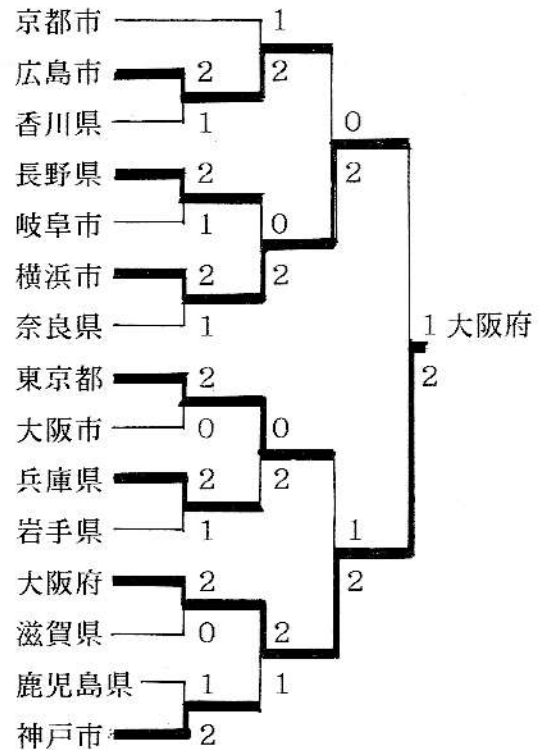 京都市 1
広島市 2 2
香川県 1 0
長野県 2 2
岐阜市 1 0
横浜市 2 2
奈良県 1 1 大阪府
東京都 2 2
大阪市 0 0
兵庫県 2 2
岩手県 1 1
大阪府 2 2
滋賀県 0 2
鹿児島県 1 1
神戸市 2